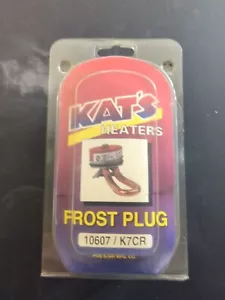 KAT'S
HEATERS
FROST PLUG
10607 / K7CR